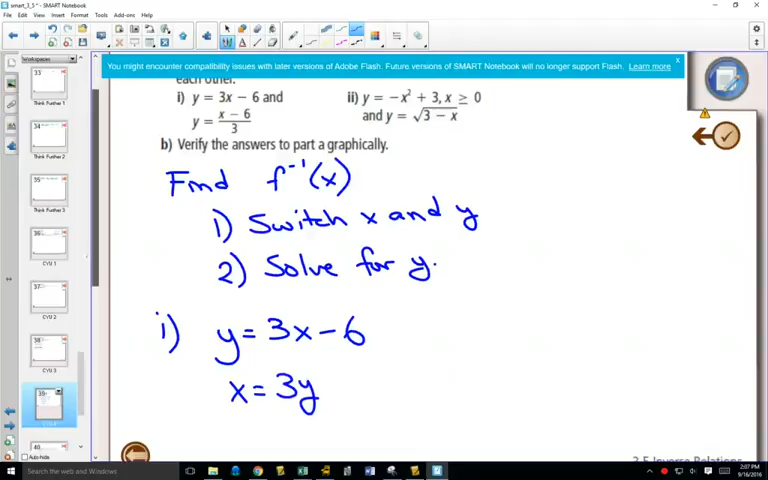 smart_3_5 * - SMART Notebook
File Edit View Insert Format Tools Add-ons Help
You might encounter compatibility issues with later versions of Adobe Flash. Future versions of SMART Notebook will no longer support Flash. Learn more x
Workspaces
33
Think Further 1
34
Think Further 2
35
Think Further 3
36
CYU 1
37
CYU 2
38
CYU 3
39
40
Auto-hide
each other.
i) y = 3x − 6 and
y = (x − 6)/3
ii) y = −x² + 3, x ≥ 0
and y = √(3 − x)
b) Verify the answers to part a graphically.
Find f⁻¹(x)
1) Switch x and y
2) Solve for y.
i) y = 3x − 6
x = 3y
3.5 Inverse Relations
Search the web and Windows
2:07 PM
9/16/2016